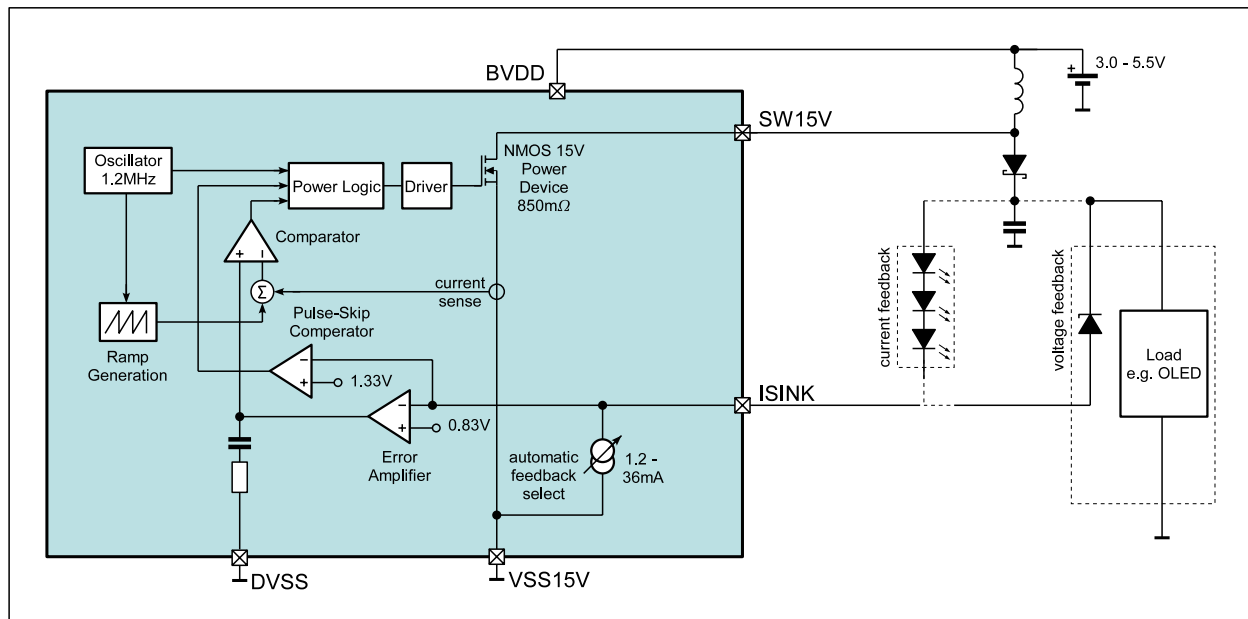 BVDD
3.0 - 5.5V
+
SW15V
Oscillator
1.2MHz
Power Logic
Driver
NMOS 15V
Power
Device
850mΩ
Comparator
+ −
Σ
current
sense
Pulse-Skip
Comperator
Ramp
Generation
−
+
1.33V
−
+
0.83V
Error
Amplifier
automatic
feedback
select
1.2 -
36mA
ISINK
current feedback
voltage feedback
Load
e.g. OLED
DVSS
VSS15V